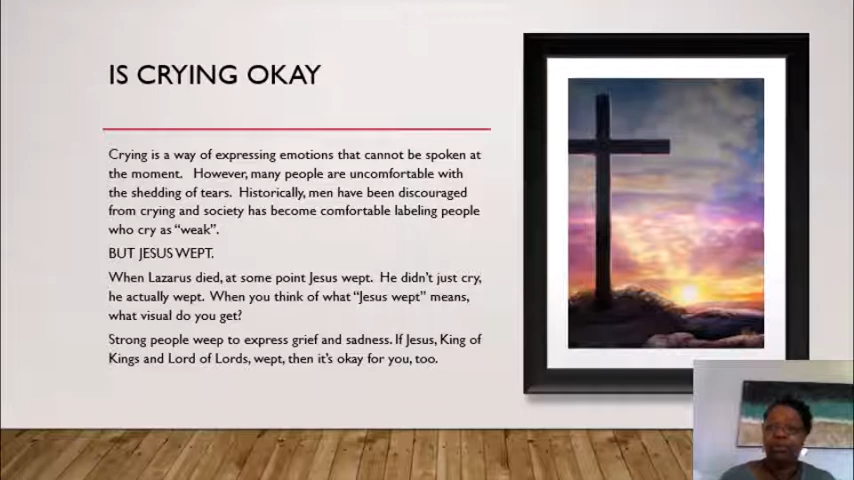 IS CRYING OKAY
Crying is a way of expressing emotions that cannot be spoken at
the moment. However, many people are uncomfortable with
the shedding of tears. Historically, men have been discouraged
from crying and society has become comfortable labeling people
who cry as “weak”.
BUT JESUS WEPT.
When Lazarus died, at some point Jesus wept. He didn’t just cry,
he actually wept. When you think of what “Jesus wept” means,
what visual do you get?
Strong people weep to express grief and sadness. If Jesus, King of
Kings and Lord of Lords, wept, then it’s okay for you, too.